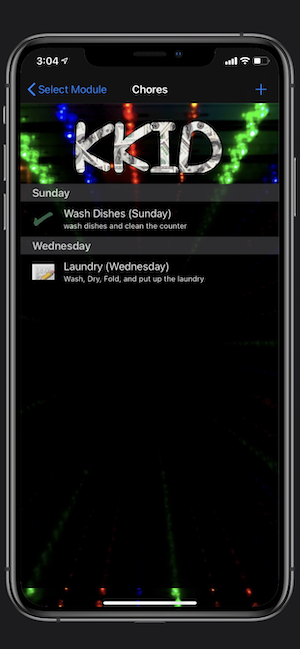 3:04
Select Module
Chores
KKID
Sunday
Wash Dishes (Sunday)
wash dishes and clean the counter
Wednesday
Laundry (Wednesday)
Wash, Dry, Fold, and put up the laundry